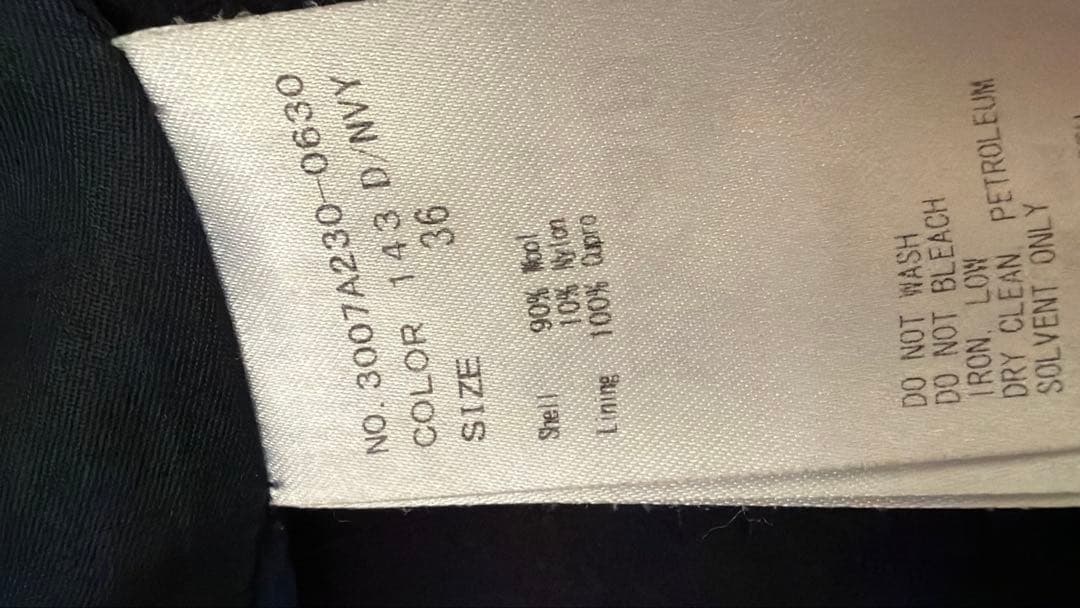 NO. 3007A230-0630
COLOR 143 D/NVY
SIZE 36
Shell 90% Wool
10% Nylon
Lining 100% Cupro
DO NOT WASH
DO NOT BLEACH
IRON. LOW
DRY CLEAN. PETROLEUM
SOLVENT ONLY